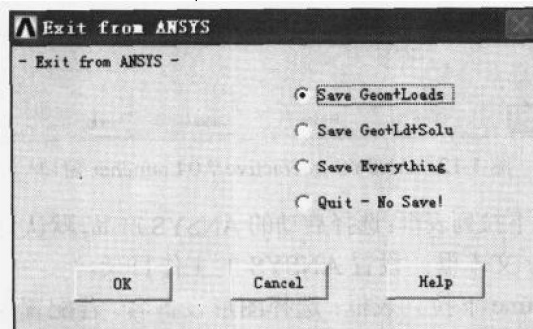 Exit from ANSYS
- Exit from ANSYS -
Save Geom+Loads
Save Geo+Ld+Solu
Save Everything
Quit - No Save!
OK
Cancel
Help